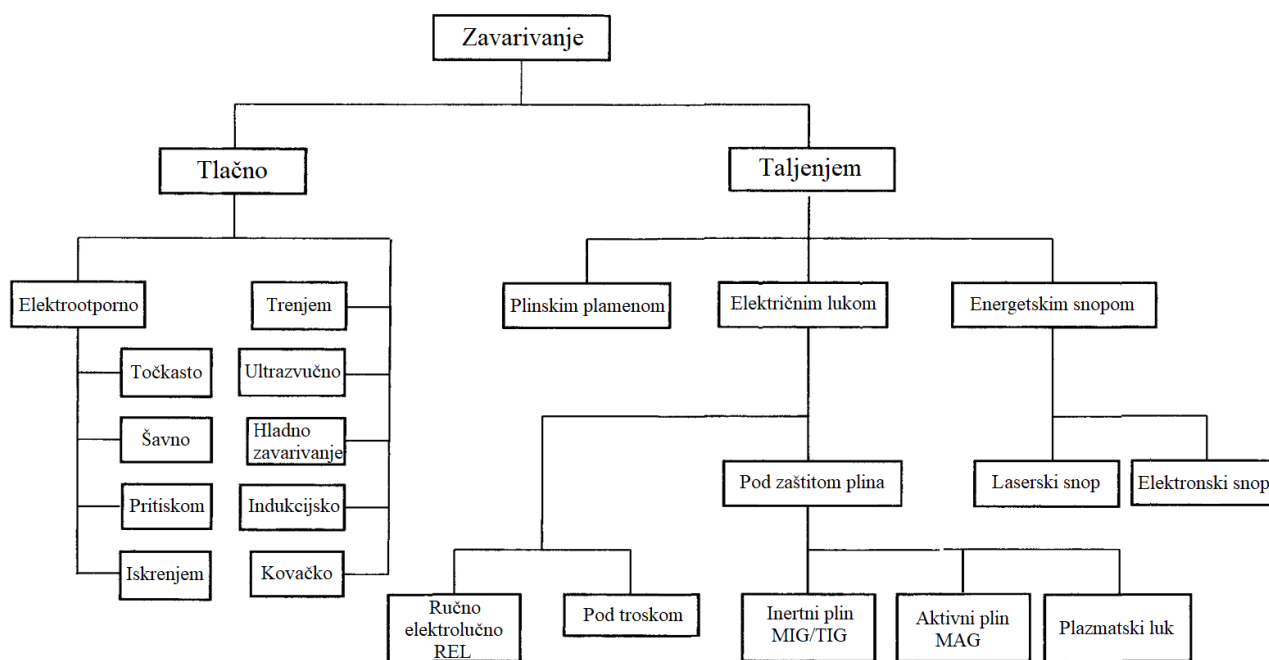 Zavarivanje
Tlačno
Taljenjem
Elektrootporno
Trenjem
Plinskim plamenom
Električnim lukom
Energetskim snopom
Točkasto
Ultrazvučno
Šavno
Hladno
zavarivanje
Pritiskom
Indukcijsko
Pod zaštitom plina
Laserski snop
Elektronski snop
Iskrenjem
Kovačko
Ručno
elektrolučno
REL
Pod troskom
Inertni plin
MIG/TIG
Aktivni plin
MAG
Plazmatski luk